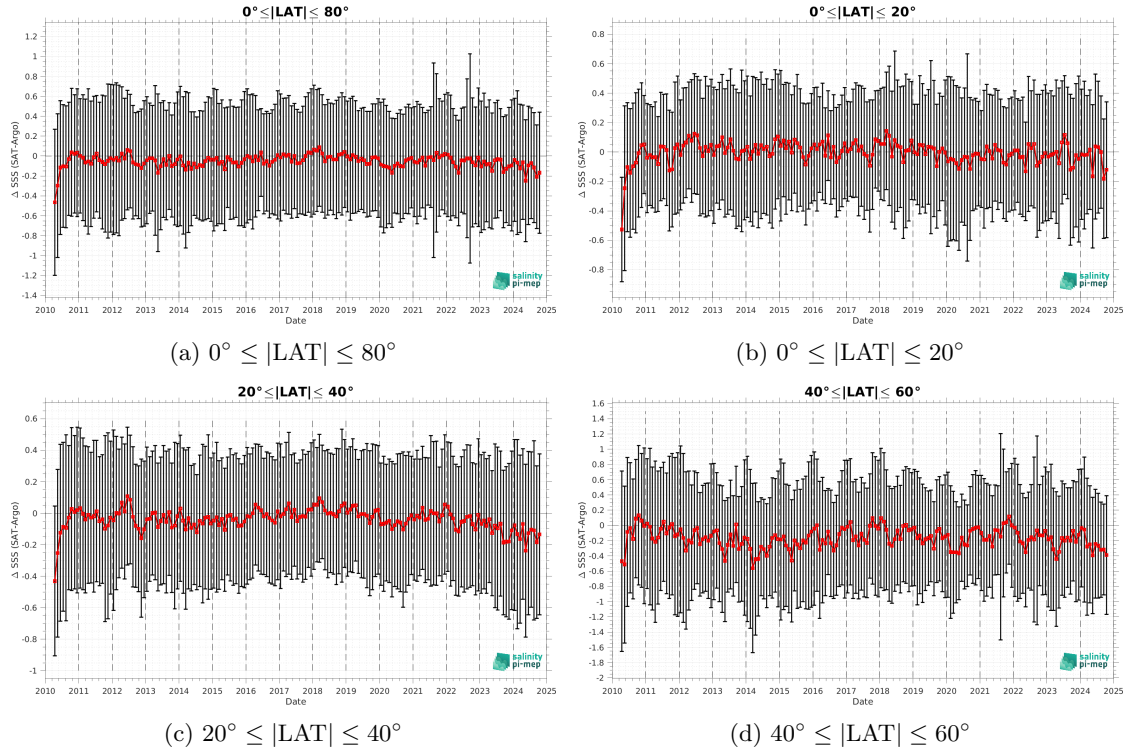 0°≤|LAT|≤ 80°
Δ SSS (SAT-Argo)
1.2
1
0.8
0.6
0.4
0.2
0
-0.2
-0.4
-0.6
-0.8
-1
-1.2
-1.4
2010 2011 2012 2013 2014 2015 2016 2017 2018 2019 2020 2021 2022 2023 2024 2025
Date
salinity
pi-mep
(a) 0° ≤ |LAT| ≤ 80°
0°≤|LAT|≤ 20°
Δ SSS (SAT-Argo)
0.8
0.6
0.4
0.2
0
-0.2
-0.4
-0.6
-0.8
2010 2011 2012 2013 2014 2015 2016 2017 2018 2019 2020 2021 2022 2023 2024 2025
Date
salinity
pi-mep
(b) 0° ≤ |LAT| ≤ 20°
20°≤|LAT|≤ 40°
Δ SSS (SAT-Argo)
0.6
0.4
0.2
0
-0.2
-0.4
-0.6
-0.8
-1
2010 2011 2012 2013 2014 2015 2016 2017 2018 2019 2020 2021 2022 2023 2024 2025
Date
salinity
pi-mep
(c) 20° ≤ |LAT| ≤ 40°
40°≤|LAT|≤ 60°
Δ SSS (SAT-Argo)
1.6
1.4
1.2
1
0.8
0.6
0.4
0.2
0
-0.2
-0.4
-0.6
-0.8
-1
-1.2
-1.4
-1.6
-1.8
-2
2010 2011 2012 2013 2014 2015 2016 2017 2018 2019 2020 2021 2022 2023 2024 2025
Date
salinity
pi-mep
(d) 40° ≤ |LAT| ≤ 60°